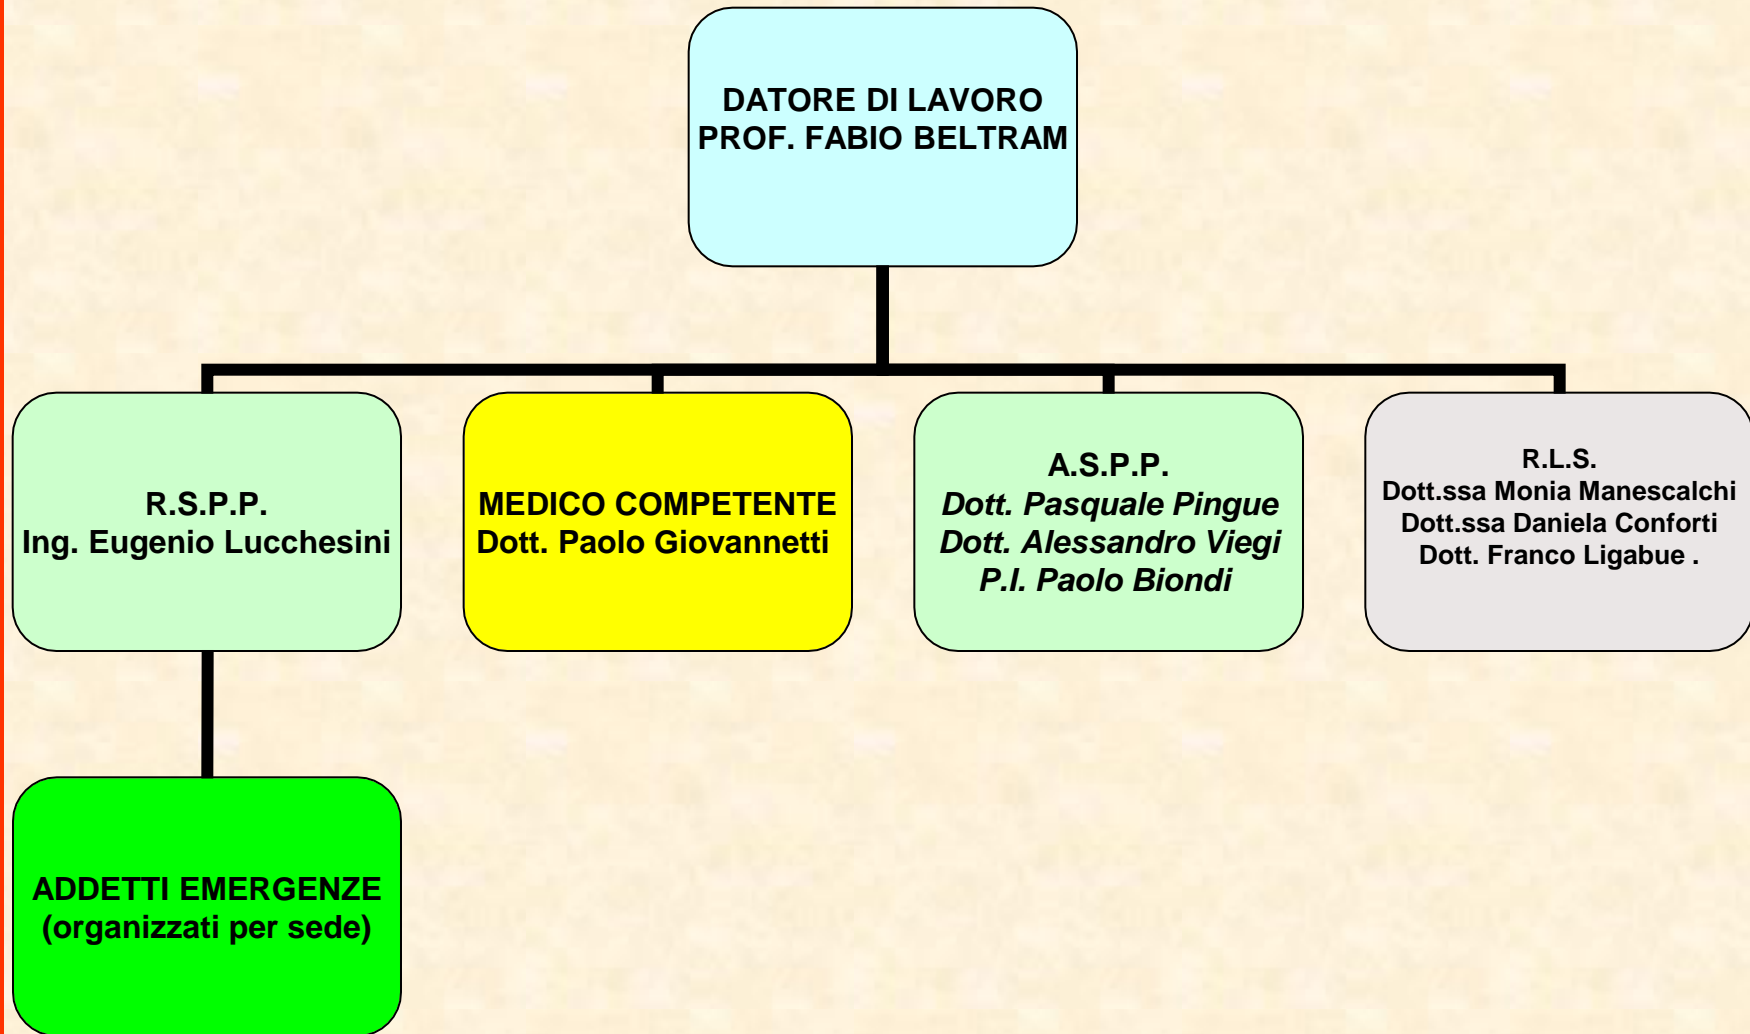 DATORE DI LAVORO
PROF. FABIO BELTRAM
R.S.P.P.
Ing. Eugenio Lucchesini
MEDICO COMPETENTE
Dott. Paolo Giovannetti
A.S.P.P.
Dott. Pasquale Pingue
Dott. Alessandro Viegi
P.I. Paolo Biondi
R.L.S.
Dott.ssa Monia Manescalchi
Dott.ssa Daniela Conforti
Dott. Franco Ligabue .
ADDETTI EMERGENZE
(organizzati per sede)